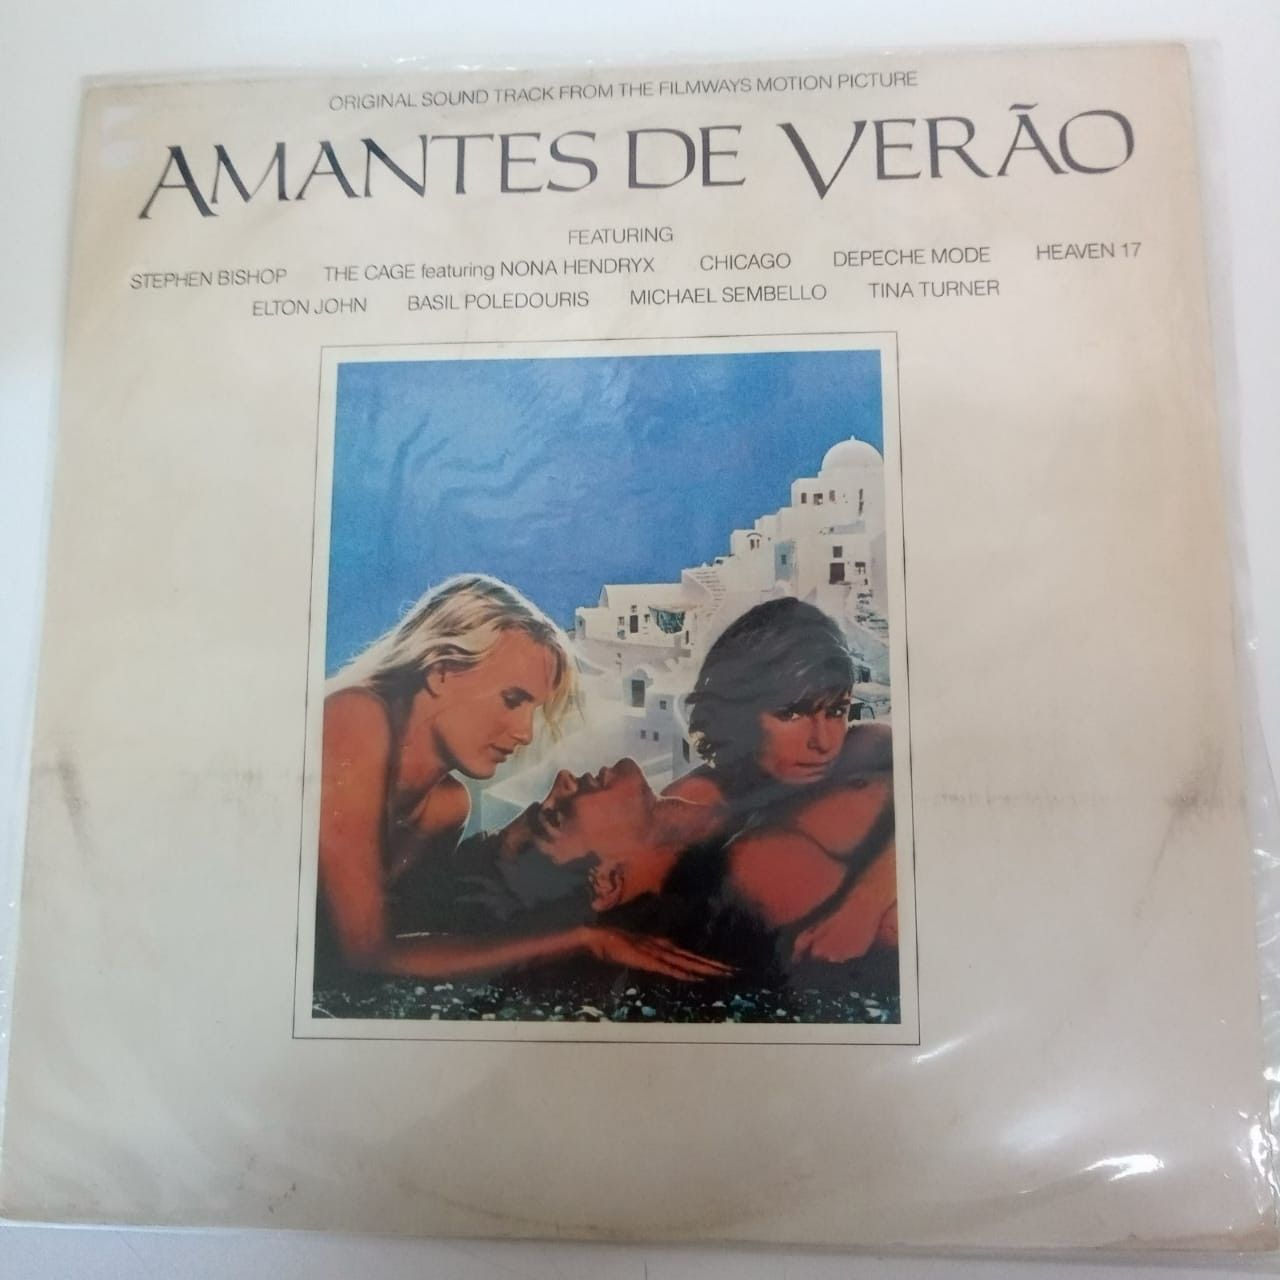 ORIGINAL SOUND TRACK FROM THE FILMWAYS MOTION PICTURE
AMANTES DE VERÃO
FEATURING
STEPHEN BISHOP THE CAGE featuring NONA HENDRYX CHICAGO DEPECHE MODE HEAVEN 17
ELTON JOHN BASIL POLEDOURIS MICHAEL SEMBELLO TINA TURNER